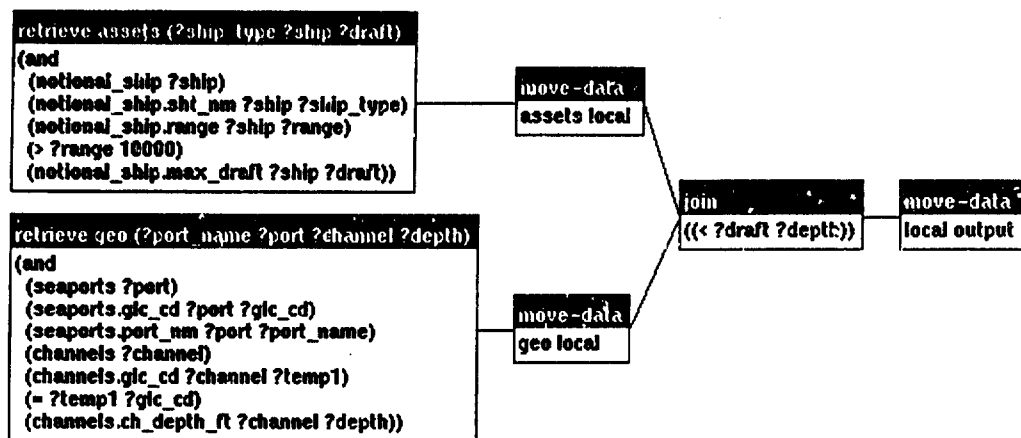 retrieve assets (?ship_type ?ship ?draft)
(and
(notional_ship ?ship)
(notional_ship.sht_nm ?ship ?ship_type)
(notional_ship.range ?ship ?range)
(> ?range 10000)
(notional_ship.max_draft ?ship ?draft))
move-data
assets local
retrieve geo (?port_name ?port ?channel ?depth)
(and
(seaports ?port)
(seaports.glc_cd ?port ?glc_cd)
(seaports.port_nm ?port ?port_name)
(channels ?channel)
(channels.glc_cd ?channel ?temp1)
(= ?temp1 ?glc_cd)
(channels.ch_depth_ft ?channel ?depth))
move-data
geo local
join
((< ?draft ?depth))
move-data
local output